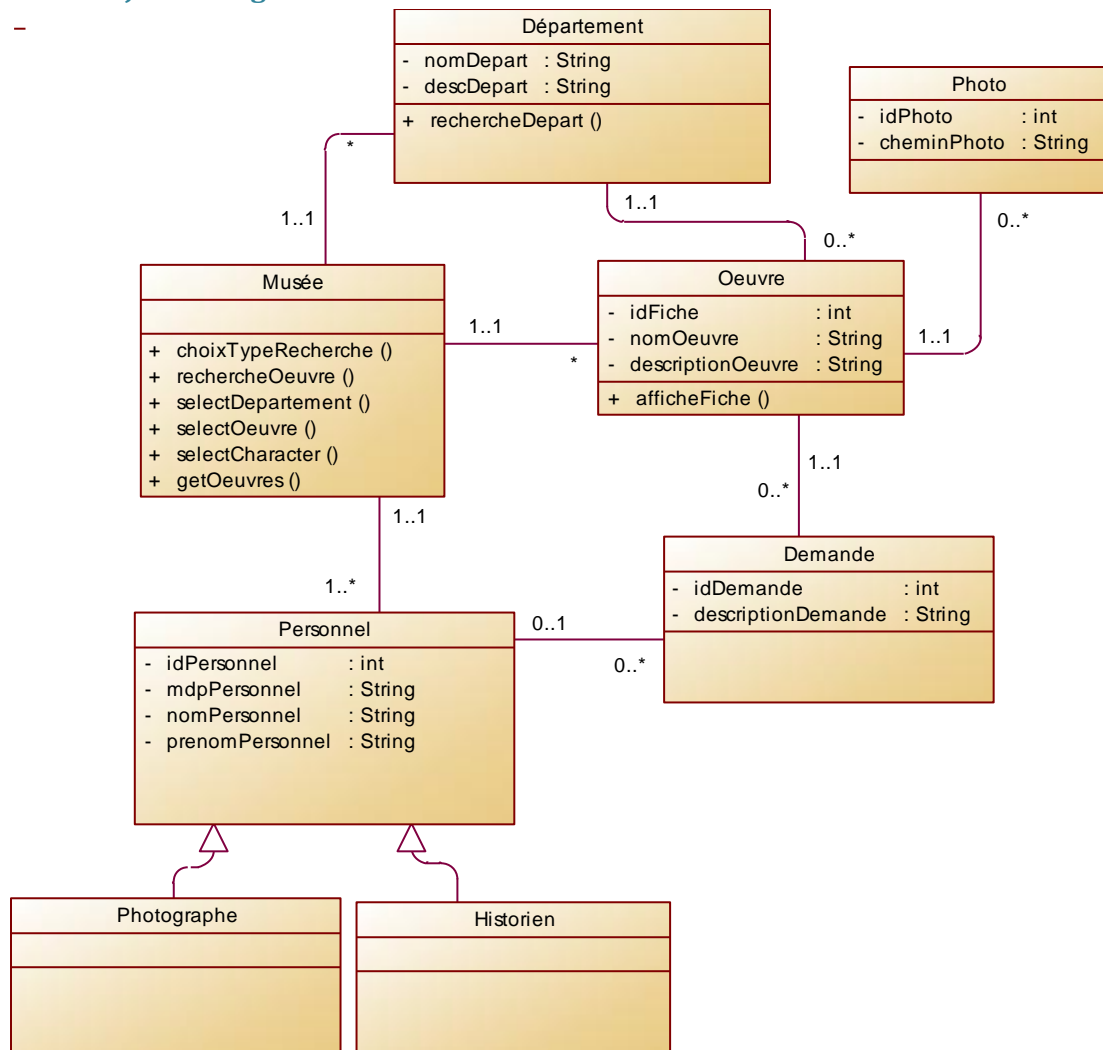 Département
- nomDepart : String
- descDepart : String
+ rechercheDepart ()
Photo
- idPhoto : int
- cheminPhoto : String
*
1..1
1..1
0..*
0..*
Musée
+ choixTypeRecherche ()
+ rechercheOeuvre ()
+ selectDepartement ()
+ selectOeuvre ()
+ selectCharacter ()
+ getOeuvres ()
1..1
*
Oeuvre
- idFiche : int
- nomOeuvre : String
- descriptionOeuvre : String
+ afficheFiche ()
1..1
1..1
0..*
1..1
1..*
Demande
- idDemande : int
- descriptionDemande : String
Personnel
- idPersonnel : int
- mdpPersonnel : String
- nomPersonnel : String
- prenomPersonnel : String
0..1
0..*
Photographe
Historien